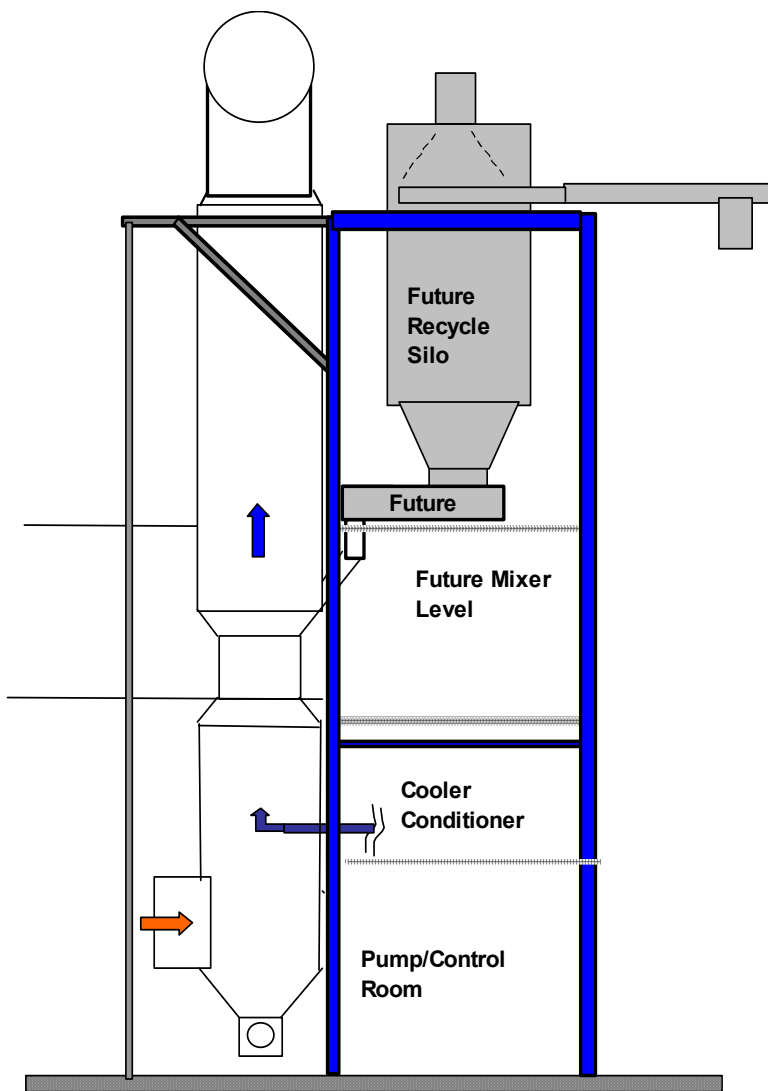 Future
Recycle
Silo
Future
Future Mixer
Level
Cooler
Conditioner
Pump/Control
Room